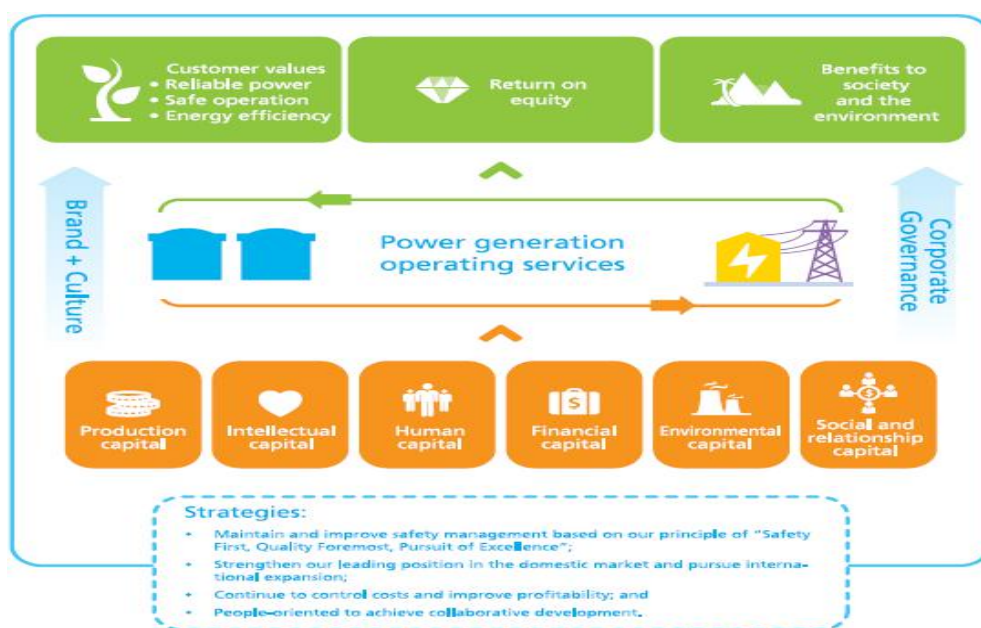 Customer values
• Reliable power
• Safe operation
• Energy efficiency
Return on
equity
Benefits to
society
and the
environment
Brand + Culture
Power generation
operating services
Corporate
Governance
Production
capital
Intellectual
capital
Human
capital
$
Financial
capital
Environmental
capital
$
Social and
relationship
capital
Strategies:
• Maintain and improve safety management based on our principle of “Safety
First, Quality Foremost, Pursuit of Excellence”;
• Strengthen our leading position in the domestic market and pursue interna-
tional expansion;
• Continue to control costs and improve profitability; and
• People-oriented to achieve collaborative development.